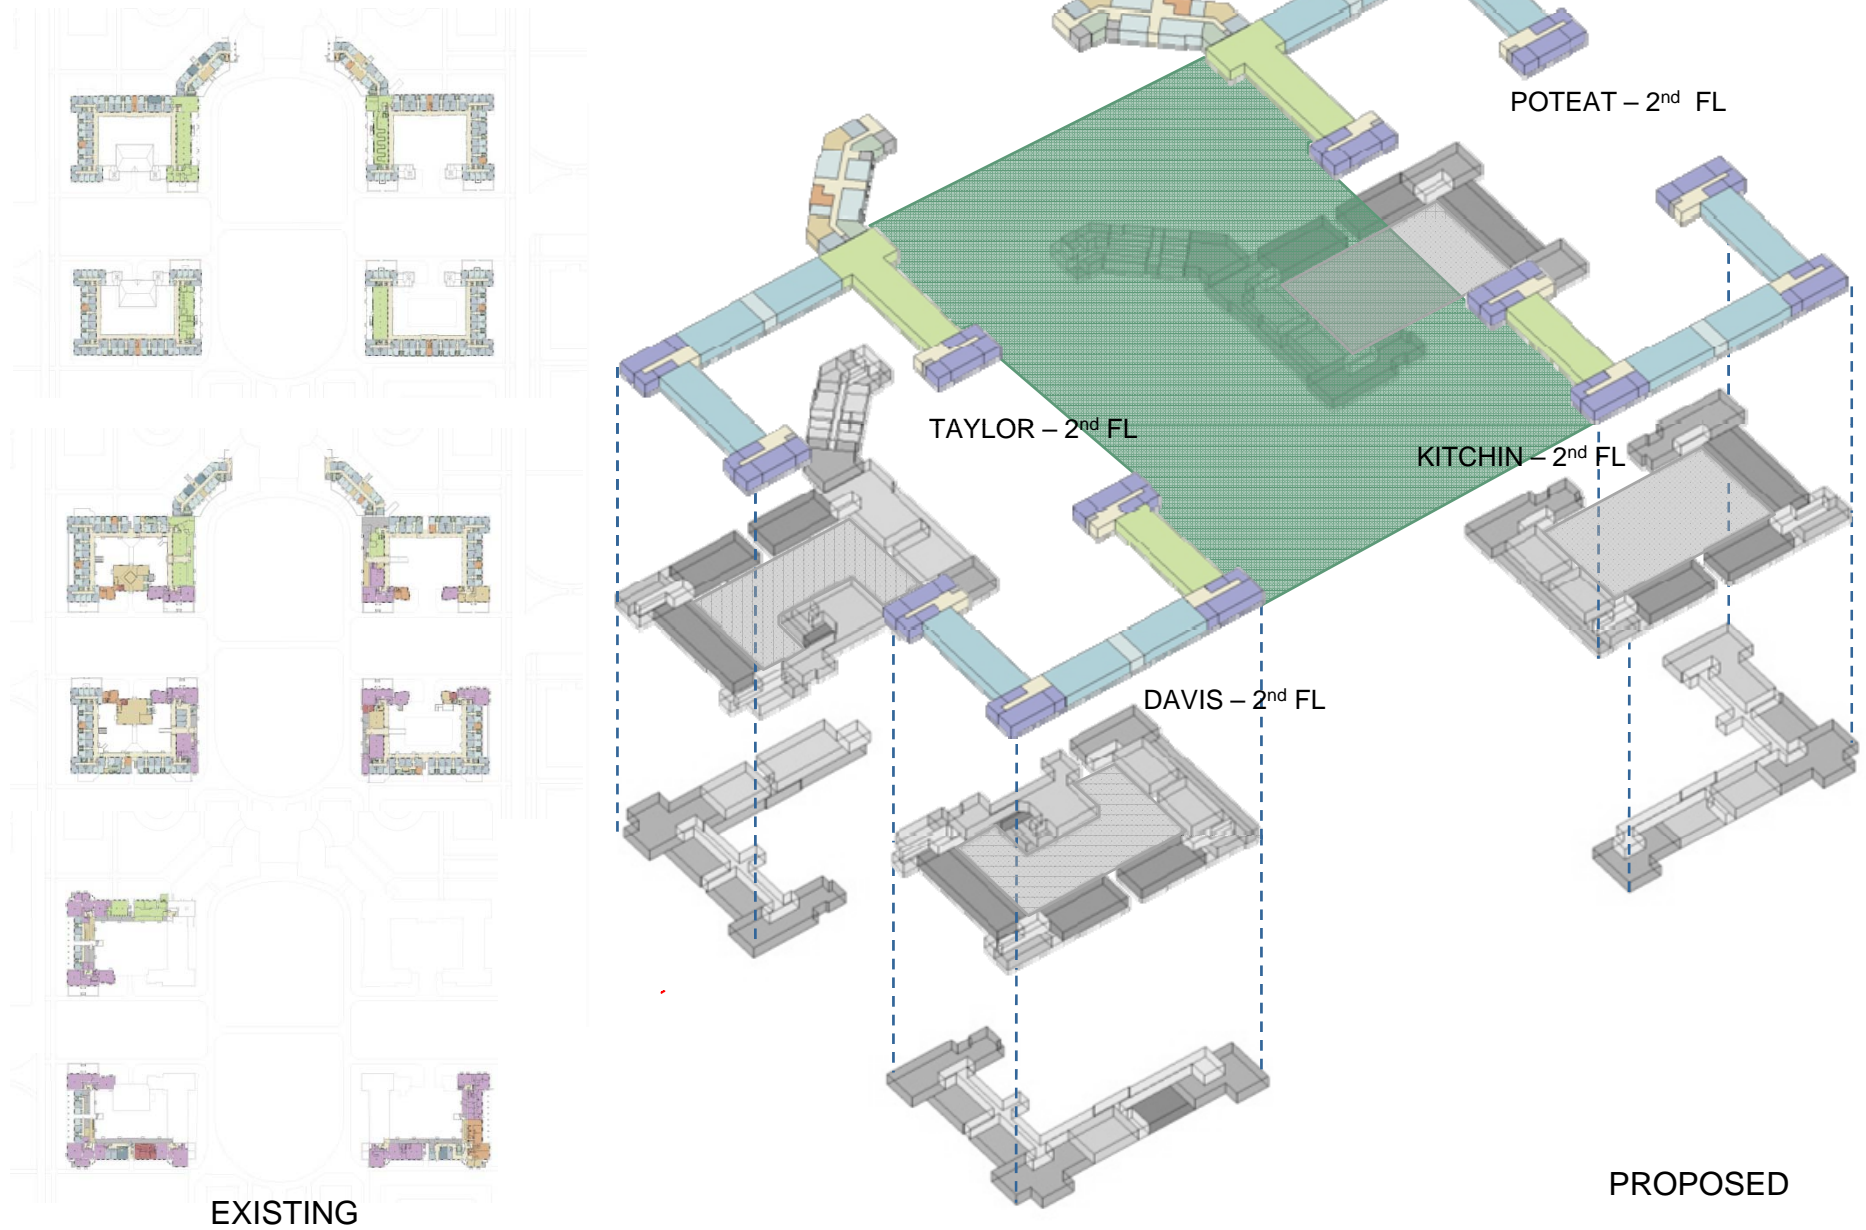 POTEAT – 2nd FL
TAYLOR – 2nd FL
KITCHIN – 2nd FL
DAVIS – 2nd FL
PROPOSED
EXISTING